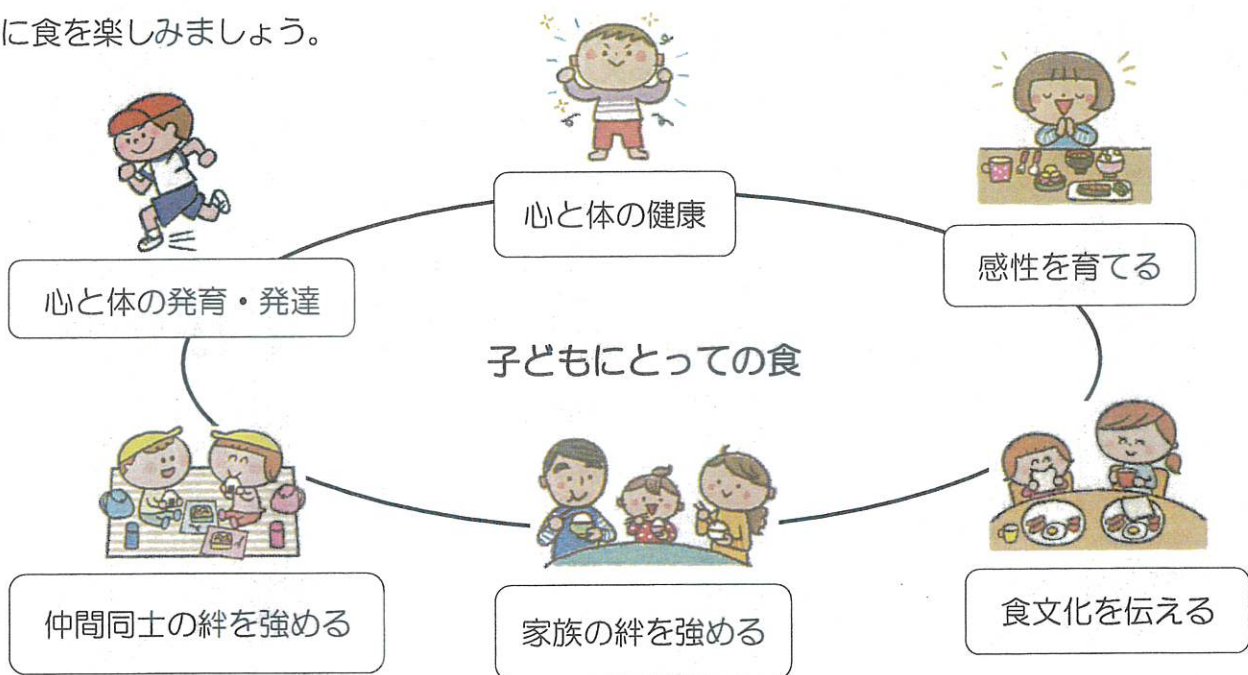 に食を楽しみましょう。
心と体の健康
感性を育てる
心と体の発育・発達
子どもにとっての食
仲間同士の絆を強める
家族の絆を強める
食文化を伝える